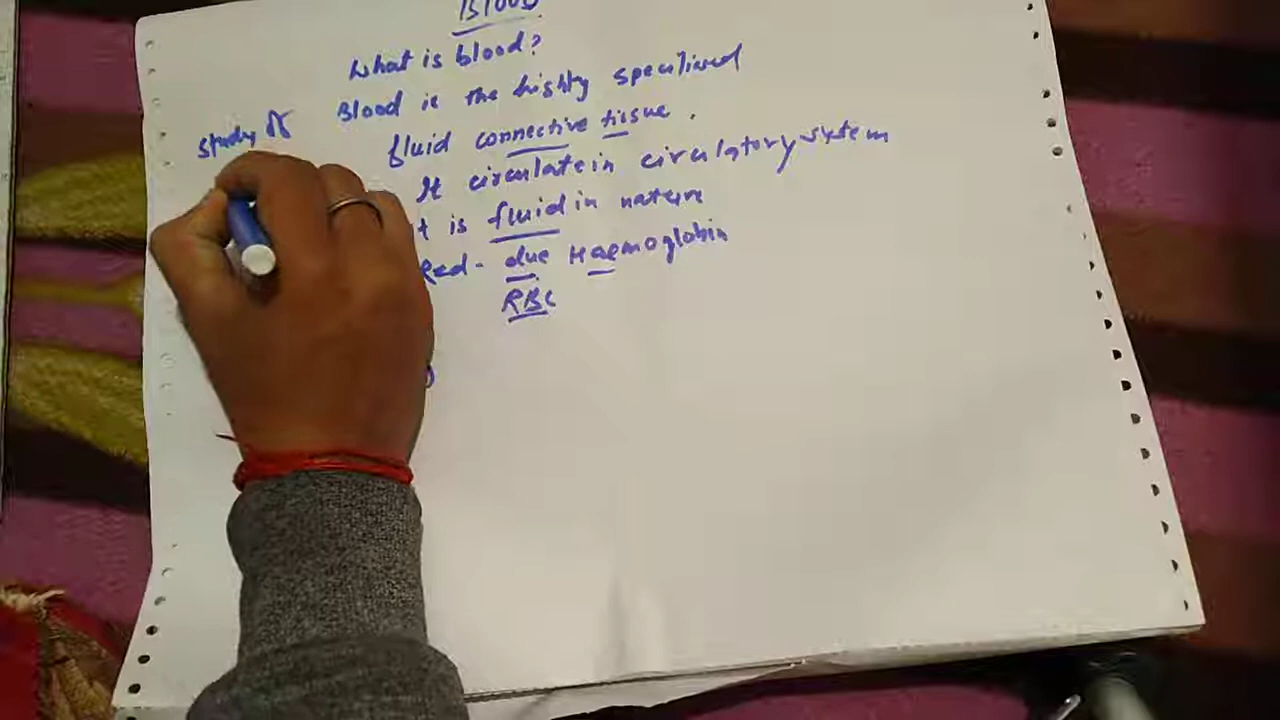 Blood
What is blood?
Study of
Blood is the highly specilized
fluid connective tissue.
It circulate in circulatory system
t is fluid in nature
Red - due Haemoglobin
RBC